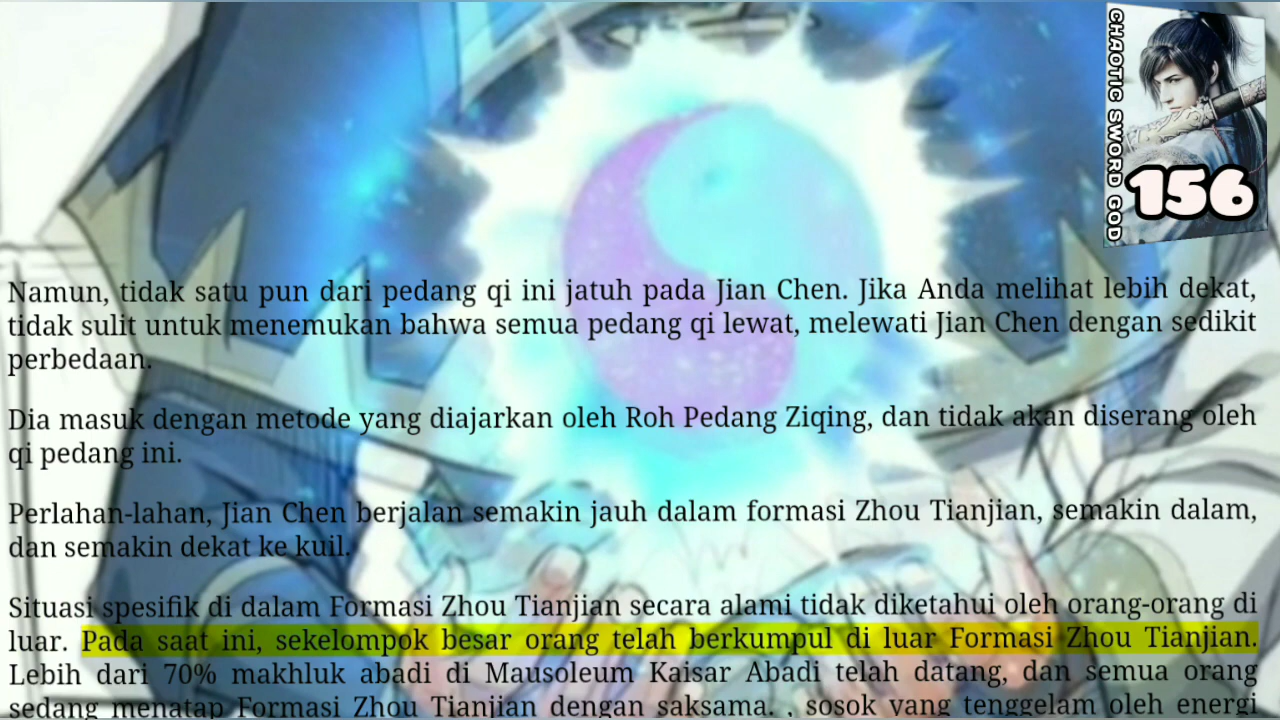 CHAOTIC SWORD GOD
156
Namun, tidak satu pun dari pedang qi ini jatuh pada Jian Chen. Jika Anda melihat lebih dekat,
tidak sulit untuk menemukan bahwa semua pedang qi lewat, melewati Jian Chen dengan sedikit
perbedaan.
Dia masuk dengan metode yang diajarkan oleh Roh Pedang Ziqing, dan tidak akan diserang oleh
qi pedang ini.
Perlahan-lahan, Jian Chen berjalan semakin jauh dalam formasi Zhou Tianjian, semakin dalam,
dan semakin dekat ke kuil.
Situasi spesifik di dalam Formasi Zhou Tianjian secara alami tidak diketahui oleh orang-orang di
luar. Pada saat ini, sekelompok besar orang telah berkumpul di luar Formasi Zhou Tianjian.
Lebih dari 70% makhluk abadi di Mausoleum Kaisar Abadi telah datang, dan semua orang
sedang menatap Formasi Zhou Tianjian dengan saksama. , sosok yang tenggelam oleh energi